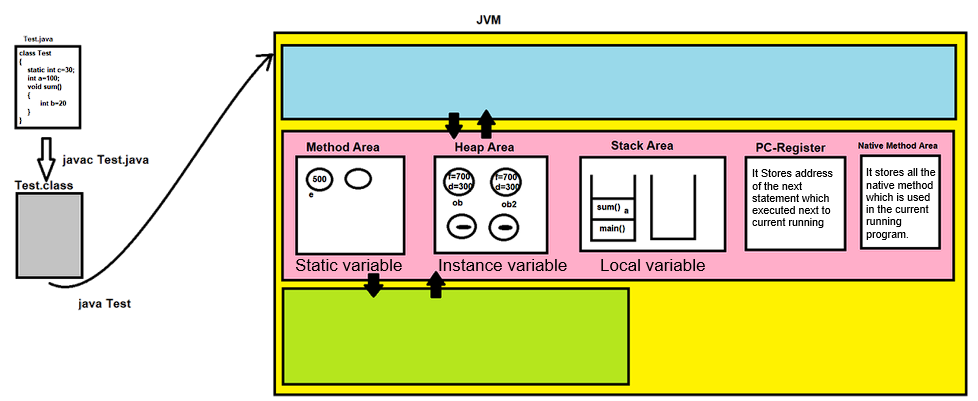 JVM
Test.java
class Test
{
static int c=30;
int a=100;
void sum()
{
int b=20
}
}
javac Test.java
Test.class
java Test
Method Area
500
e
Static variable
Heap Area
f=700
d=300
ob
f=700
d=300
ob2
Instance variable
Stack Area
sum() a
main()
Local variable
PC-Register
It Stores address
of the next
statement which
executed next to
current running
Native Method Area
It stores all the
native method
which is used
in the current
running
program.